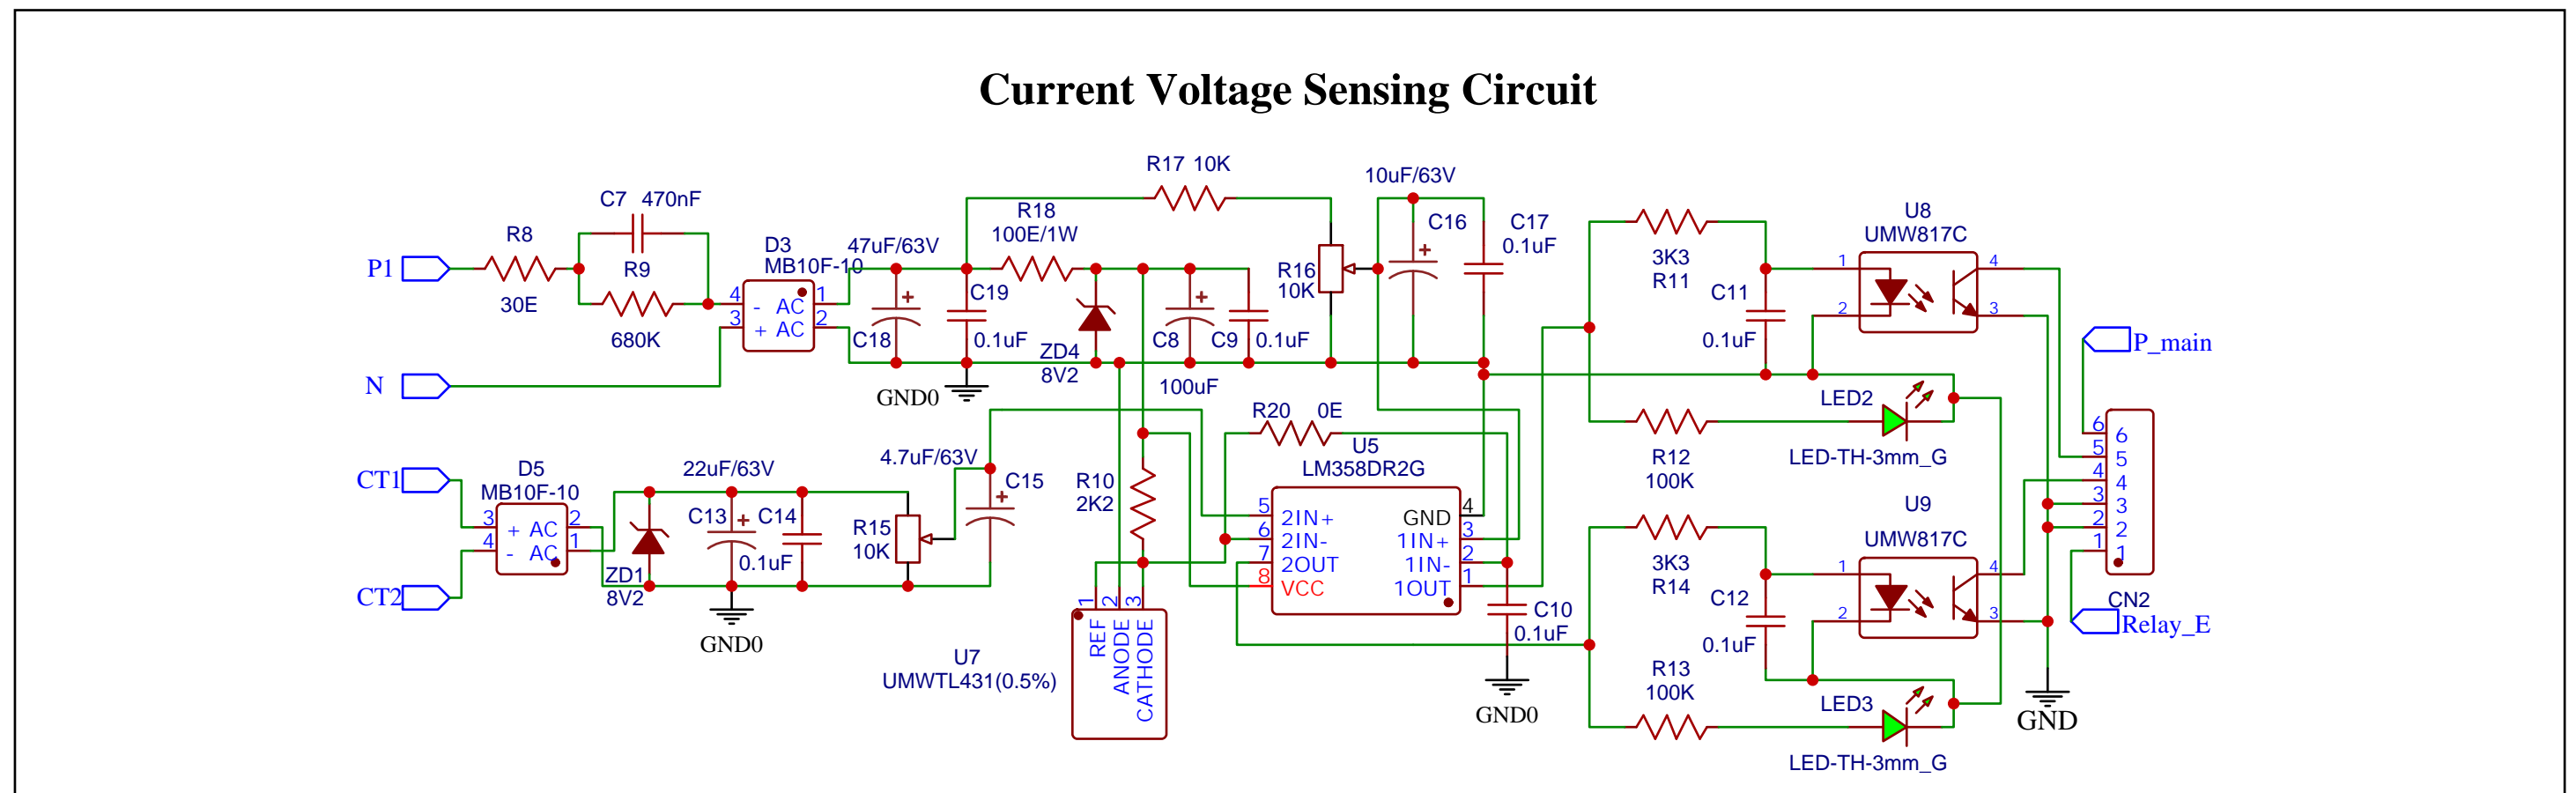 Current Voltage Sensing Circuit
R17 10K
10uF/63V
C7 470nF
R8
R9
30E
680K
P1
N
D3
MB10F-10
4 - AC 1
3 + AC 2
47uF/63V
C18
GND0
C19
0.1uF
R18
100E/1W
ZD4
8V2
C8
100uF
C9
0.1uF
R16
10K
C16
C17
0.1uF
CT1
CT2
D5
MB10F-10
3 + AC 2
4 - AC 1
ZD1
8V2
22uF/63V
C13
C14
0.1uF
GND0
R15
10K
4.7uF/63V
C15
R10
2K2
R20 0E
U5
LM358DR2G
5 2IN+
6 2IN-
7 2OUT
8 VCC
GND 4
1IN+ 3
1IN- 2
1OUT 1
C10
0.1uF
GND0
U7
UMWTL431(0.5%)
1 REF
2 ANODE
3 CATHODE
3K3
R11
C11
0.1uF
U8
UMW817C
1
2
4
3
R12
100K
LED2
LED-TH-3mm_G
3K3
R14
C12
0.1uF
U9
UMW817C
1
2
4
3
R13
100K
LED3
LED-TH-3mm_G
P_main
6 6
5 5
4 4
3 3
2 2
1 1
CN2
Relay_E
GND